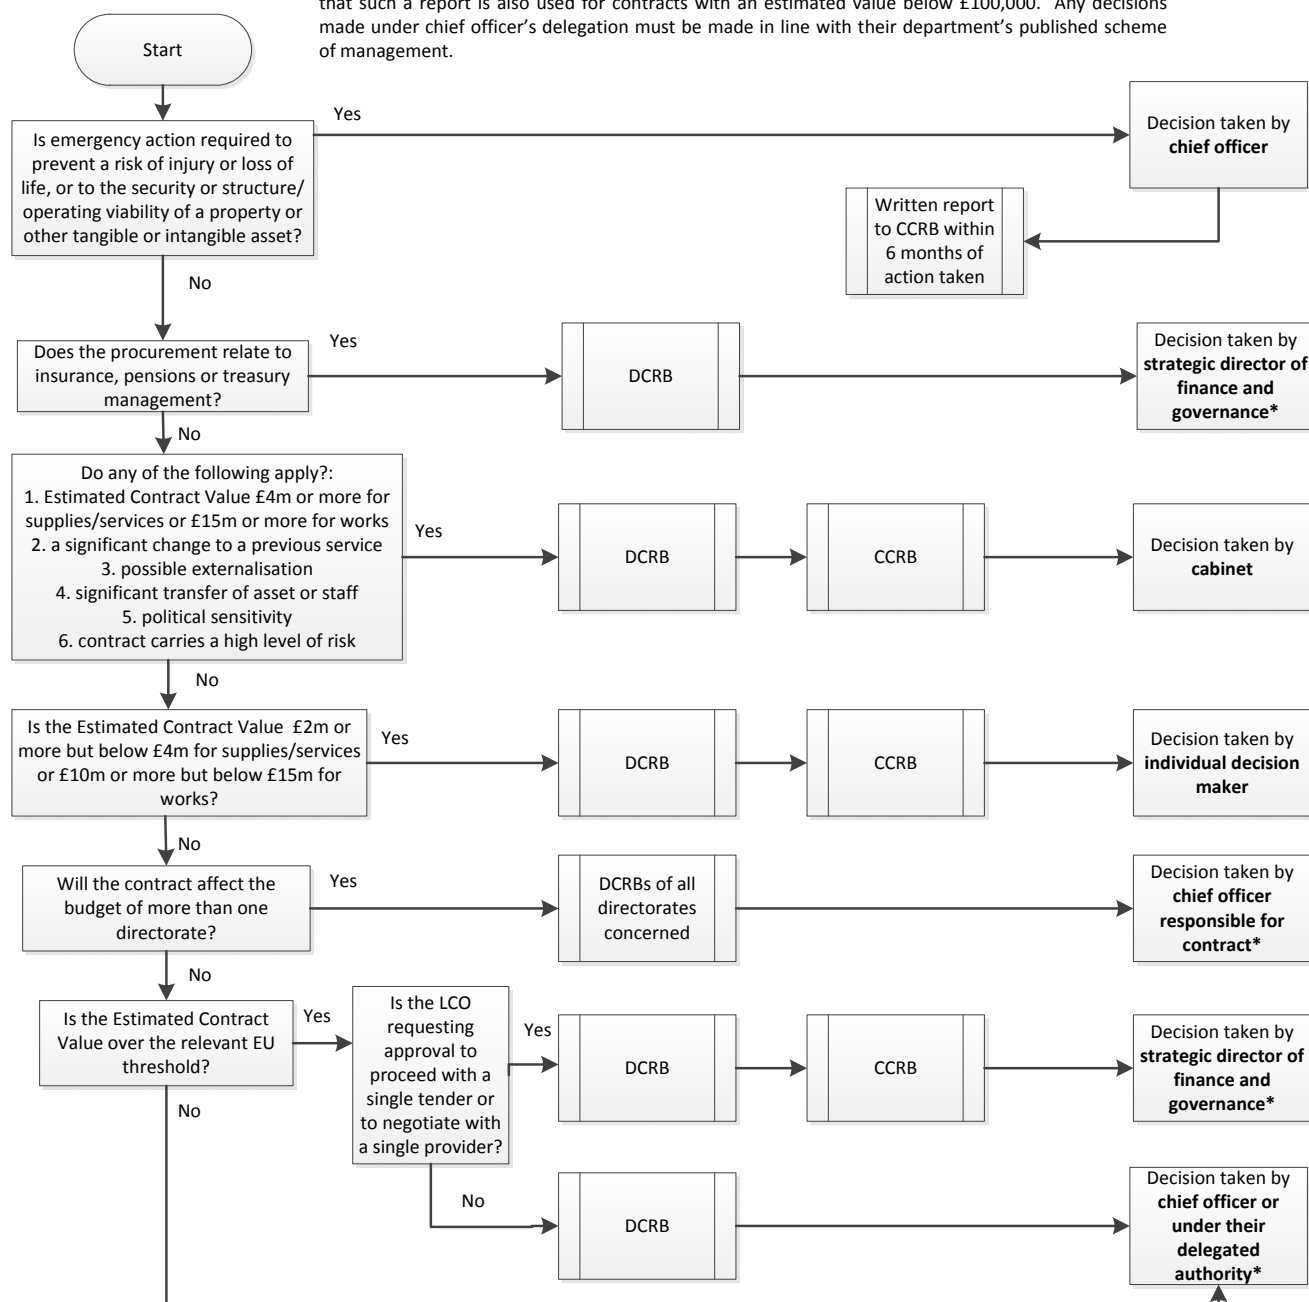 that such a report is also used for contracts with an estimated value below £100,000. Any decisions
made under chief officer’s delegation must be made in line with their department’s published scheme
of management.
Start
Is emergency action required to
prevent a risk of injury or loss of
life, or to the security or structure/
operating viability of a property or
other tangible or intangible asset?
Yes
Decision taken by
chief officer
Written report
to CCRB within
6 months of
action taken
No
Does the procurement relate to
insurance, pensions or treasury
management?
Yes
DCRB
Decision taken by
strategic director of
finance and
governance*
No
Do any of the following apply?:
1. Estimated Contract Value £4m or more for
supplies/services or £15m or more for works
2. a significant change to a previous service
3. possible externalisation
4. significant transfer of asset or staff
5. political sensitivity
6. contract carries a high level of risk
Yes
DCRB
CCRB
Decision taken by
cabinet
No
Is the Estimated Contract Value £2m or
more but below £4m for supplies/services
or £10m or more but below £15m for
works?
Yes
DCRB
CCRB
Decision taken by
individual decision
maker
No
Will the contract affect the
budget of more than one
directorate?
Yes
DCRBs of all
directorates
concerned
Decision taken by
chief officer
responsible for
contract*
No
Is the Estimated Contract
Value over the relevant EU
threshold?
Yes
Is the LCO
requesting
approval to
proceed with a
single tender or
to negotiate with
a single provider?
Yes
DCRB
CCRB
Decision taken by
strategic director of
finance and
governance*
No
No
DCRB
Decision taken by
chief officer or
under their
delegated
authority*